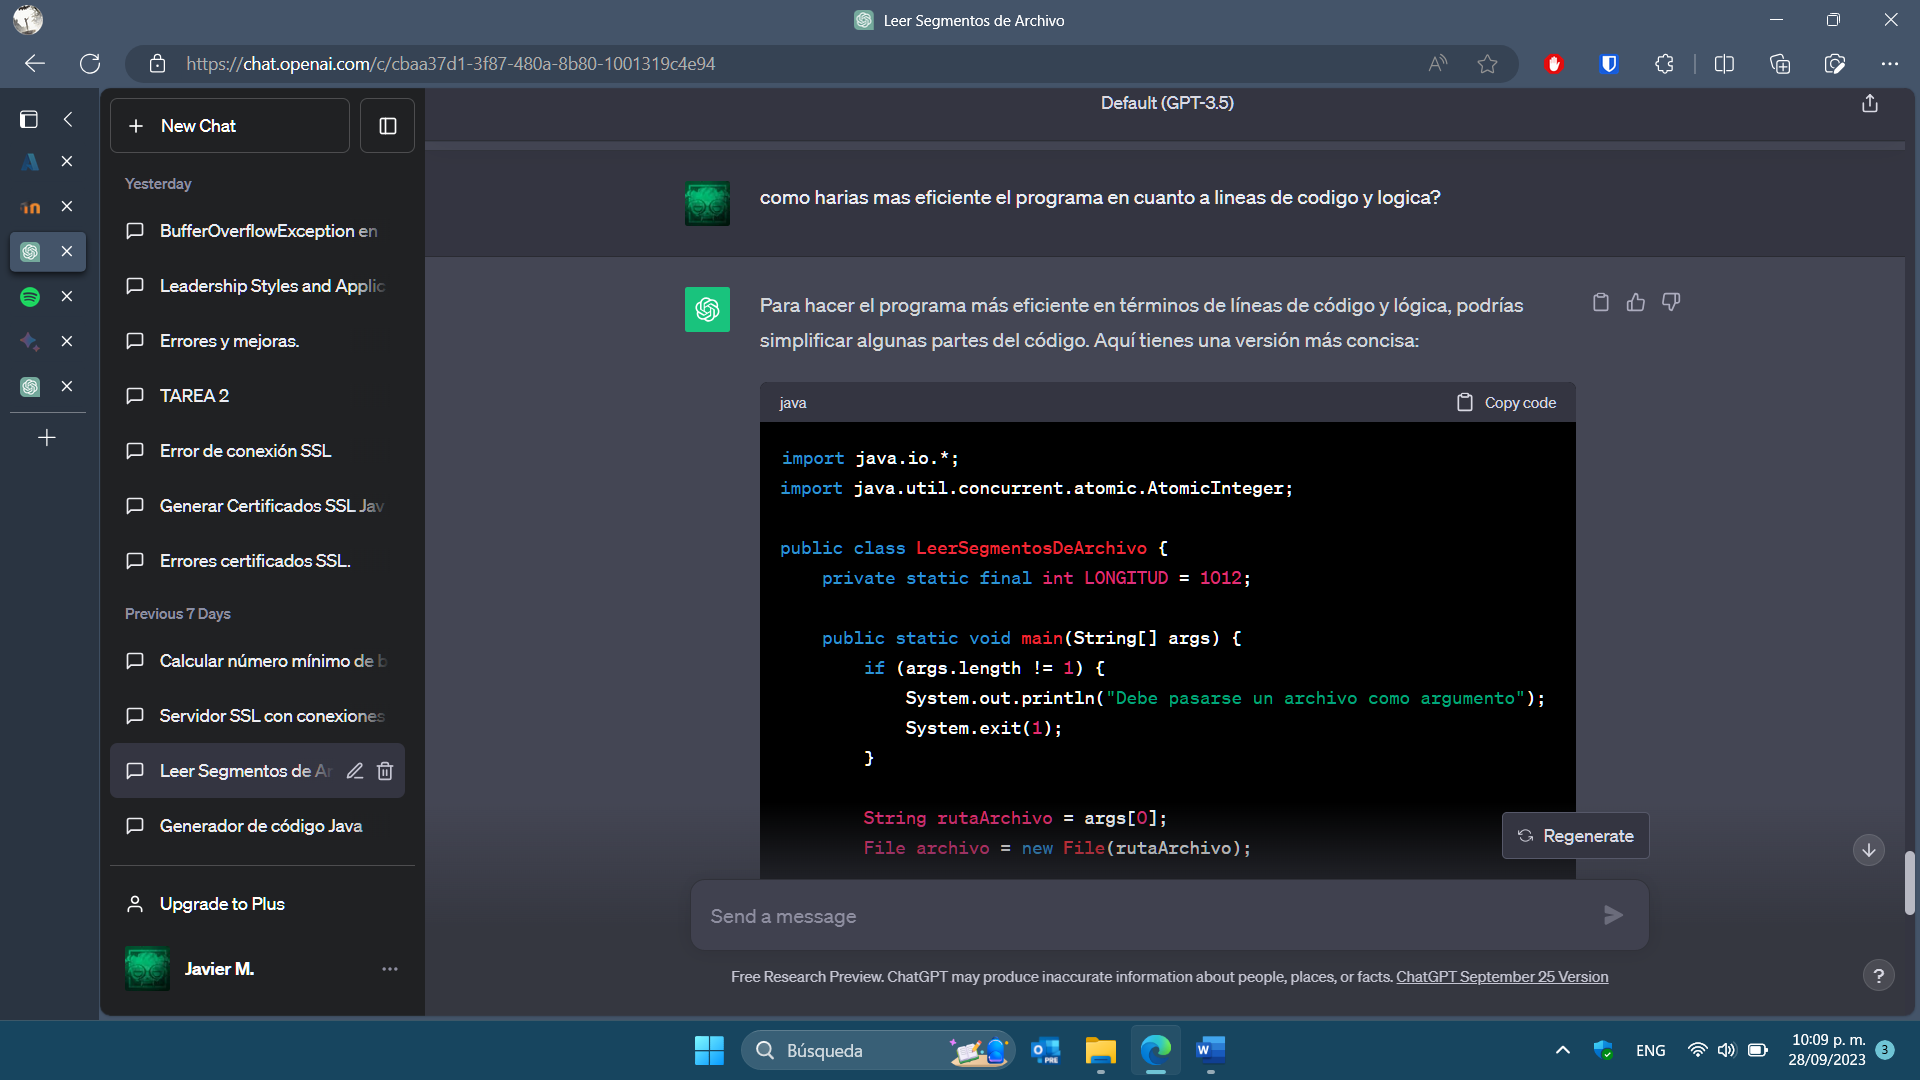 Leer Segmentos de Archivo
https://chat.openai.com/c/cbaa37d1-3f87-480a-8b80-1001319c4e94
New Chat
Yesterday
BufferOverflowException en
Leadership Styles and Applic
Errores y mejoras.
TAREA 2
Error de conexión SSL
Generar Certificados SSL Jav
Errores certificados SSL.
Previous 7 Days
Calcular número mínimo de b
Servidor SSL con conexiones
Leer Segmentos de Ar
Generador de código Java
Upgrade to Plus
Javier M.
Default (GPT-3.5)
como harias mas eficiente el programa en cuanto a lineas de codigo y logica?
Para hacer el programa más eficiente en términos de líneas de código y lógica, podrías
simplificar algunas partes del código. Aquí tienes una versión más concisa:
java
Copy code
import java.io.*;
import java.util.concurrent.atomic.AtomicInteger;
public class LeerSegmentosDeArchivo {
private static final int LONGITUD = 1012;
public static void main(String[] args) {
if (args.length != 1) {
System.out.println("Debe pasarse un archivo como argumento");
System.exit(1);
}
String rutaArchivo = args[0];
File archivo = new File(rutaArchivo);
Regenerate
Send a message
Free Research Preview. ChatGPT may produce inaccurate information about people, places, or facts. ChatGPT September 25 Version
?
Búsqueda
ENG
10:09 p. m.
28/09/2023
3